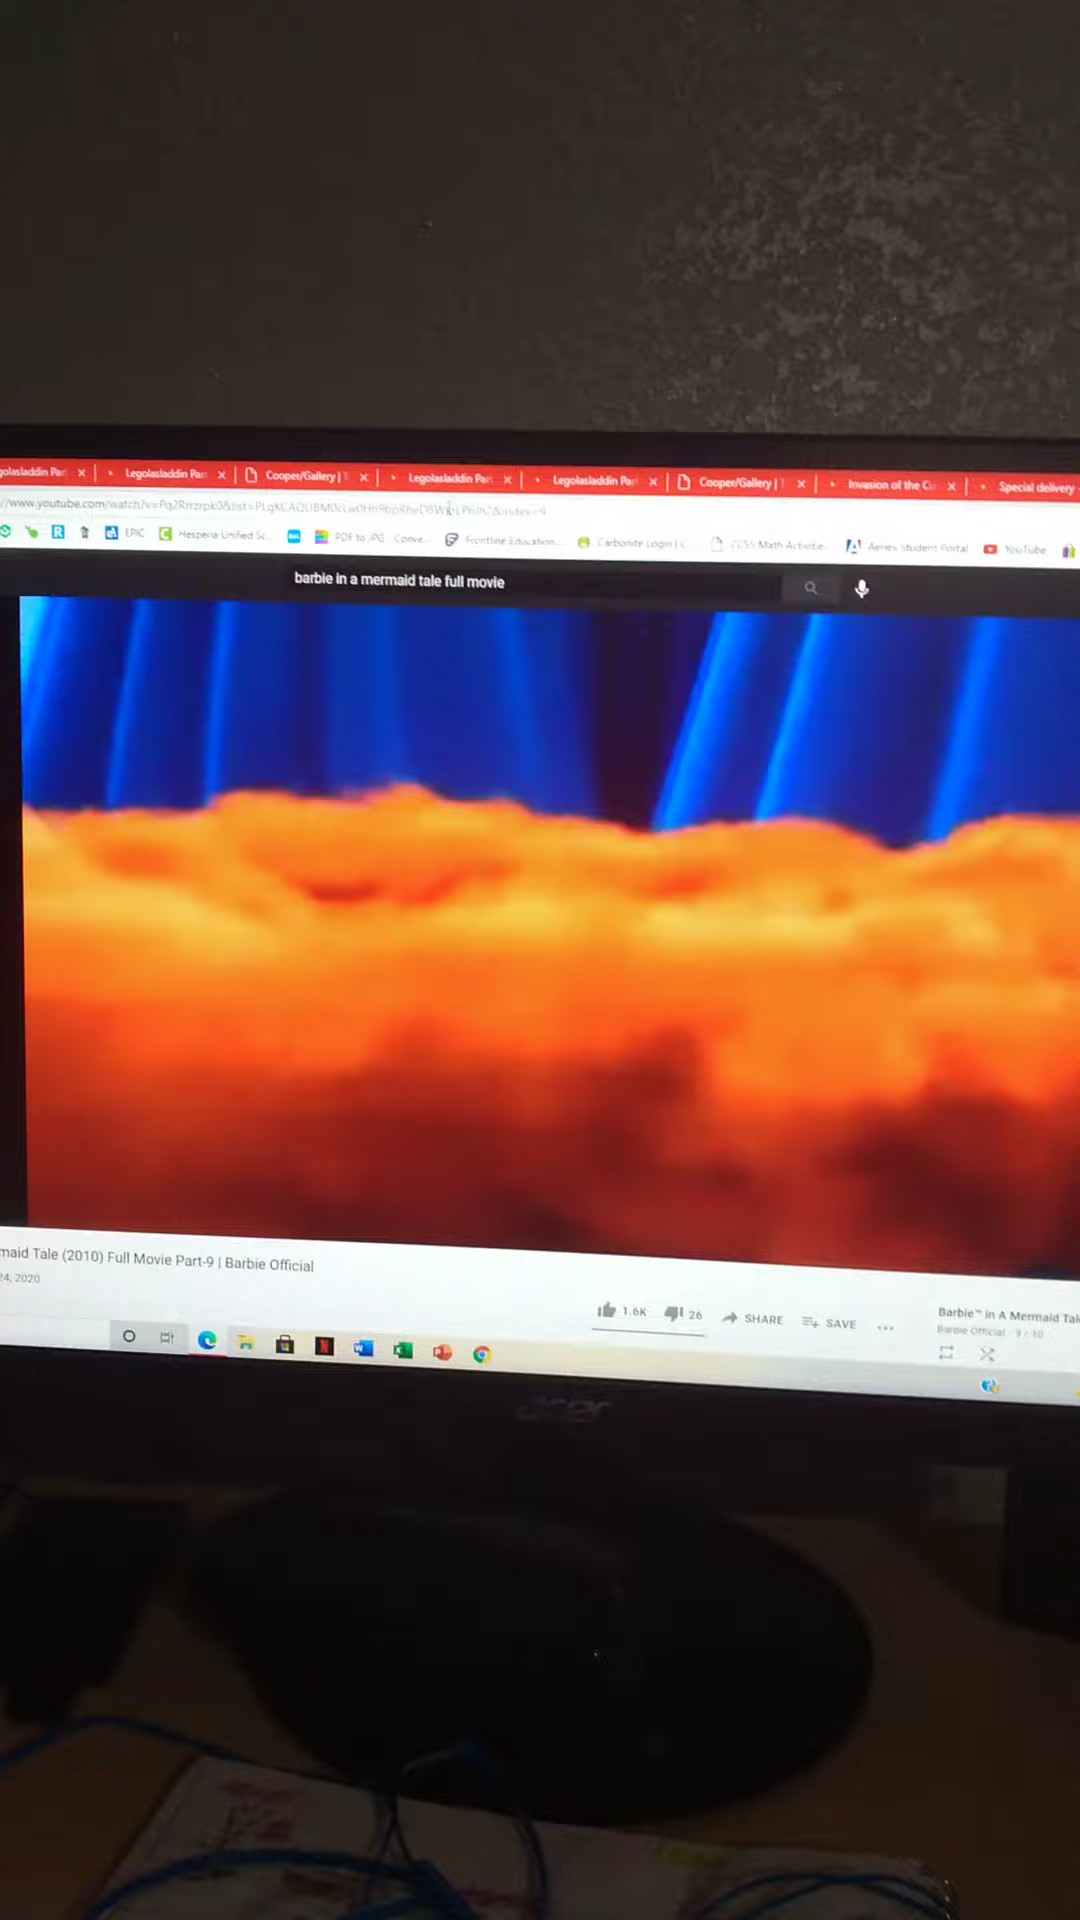 golasladdin Par
Legolasladdin Par
Cooper/Gallery | T
Legolasladdin Par
Legolasladdin Par
Cooper/Gallery | T
Invasion of the Cu
Special delivery -
//www.youtube.com/watch?v=
EPIC
Hesperia Unified Sc...
PDF to JPG - Conve...
Frontline Education...
Carbonite Login | C
CCSS Math Activitie...
Aeries Student Portal
YouTube
barbie in a mermaid tale full movie
maid Tale (2010) Full Movie Part-9 | Barbie Official
24, 2020
1.6K
26
SHARE
SAVE
Barbie™ in A Mermaid Tal
Barbie Official - 9 / 10
acer